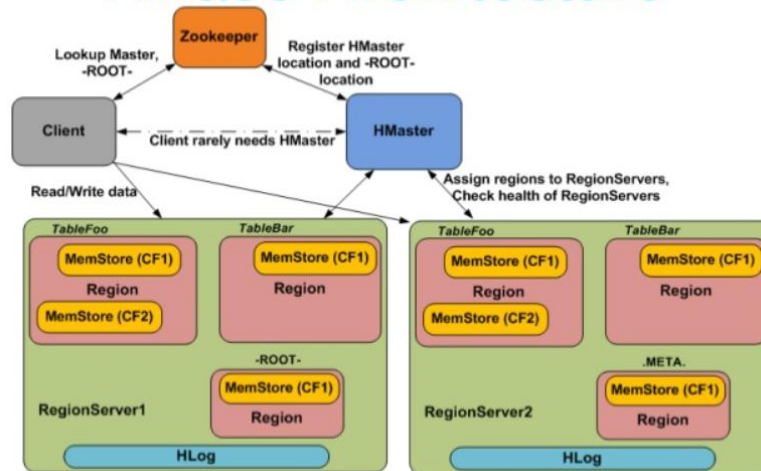 Zookeeper
Lookup Master,
-ROOT-
Register HMaster
location and -ROOT-
location
Client
Client rarely needs HMaster
HMaster
Read/Write data
Assign regions to RegionServers,
Check health of RegionServers
TableFoo
MemStore (CF1)
Region
MemStore (CF2)
TableBar
MemStore (CF1)
Region
-ROOT-
MemStore (CF1)
Region
RegionServer1
HLog
TableFoo
MemStore (CF1)
Region
MemStore (CF2)
TableBar
MemStore (CF1)
Region
.META.
MemStore (CF1)
Region
RegionServer2
HLog